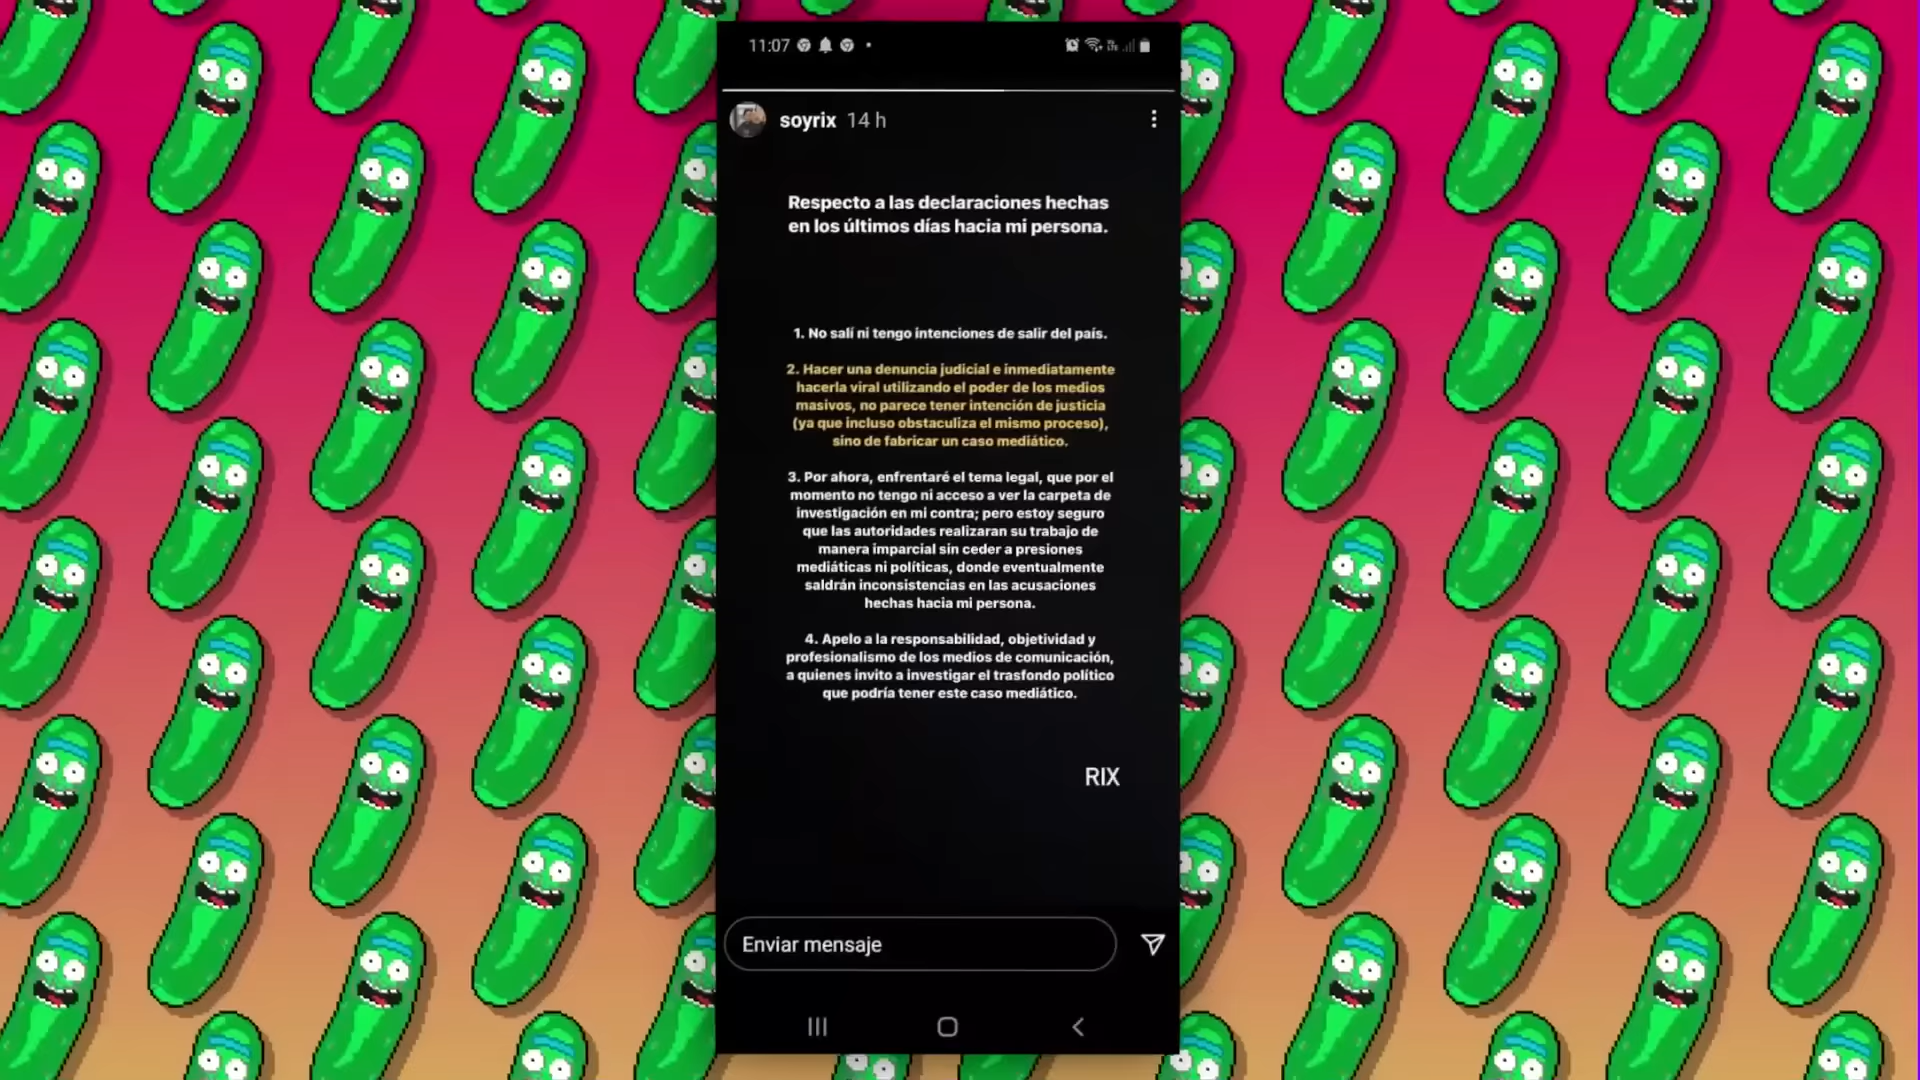 11:07
soyrix 14 h
Respecto a las declaraciones hechas
en los últimos días hacia mi persona.
1. No salí ni tengo intenciones de salir del país.
2. Hacer una denuncia judicial e inmediatamente
hacerla viral utilizando el poder de los medios
masivos, no parece tener intención de justicia
(ya que incluso obstaculiza el mismo proceso),
sino de fabricar un caso mediático.
3. Por ahora, enfrentaré el tema legal, que por el
momento no tengo ni acceso a ver la carpeta de
investigación en mi contra; pero estoy seguro
que las autoridades realizaran su trabajo de
manera imparcial sin ceder a presiones
mediáticas ni políticas, donde eventualmente
saldrán inconsistencias en las acusaciones
hechas hacia mi persona.
4. Apelo a la responsabilidad, objetividad y
profesionalismo de los medios de comunicación,
a quienes invito a investigar el trasfondo político
que podría tener este caso mediático.
RIX
Enviar mensaje